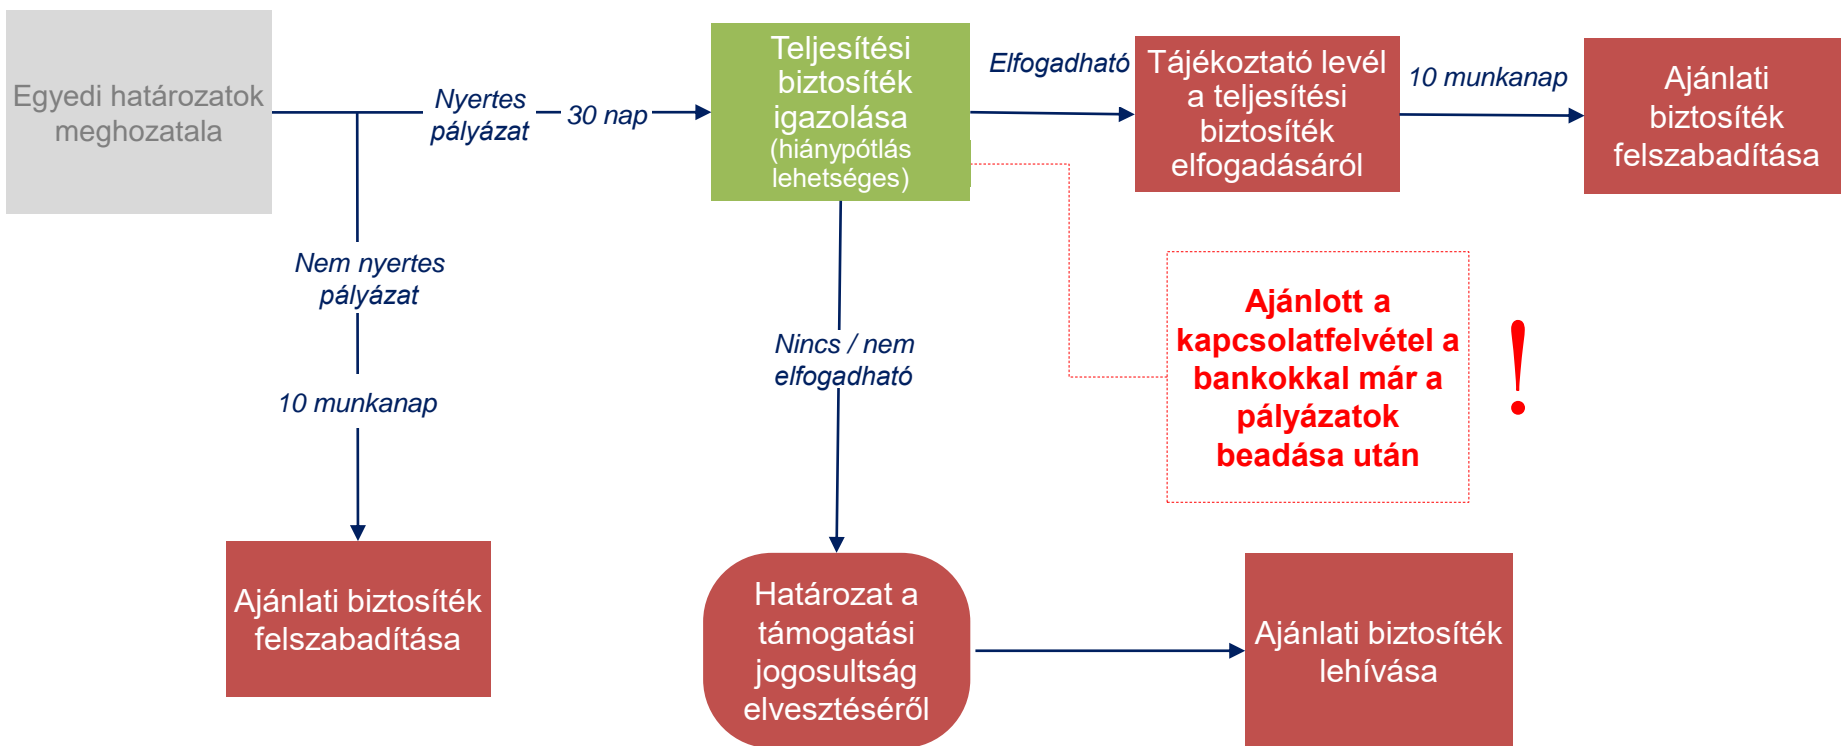 Egyedi határozatok
meghozatala
Nyertes
pályázat
30 nap
Teljesítési
biztosíték
igazolása
(hiánypótlás
lehetséges)
Elfogadható
Tájékoztató levél
a teljesítési
biztosíték
elfogadásáról
10 munkanap
Ajánlati
biztosíték
felszabadítása
Nem nyertes
pályázat
10 munkanap
Ajánlati biztosíték
felszabadítása
Nincs / nem
elfogadható
Ajánlott a
kapcsolatfelvétel a
bankokkal már a
pályázatok
beadása után
!
Határozat a
támogatási
jogosultság
elvesztéséről
Ajánlati biztosíték
lehívása